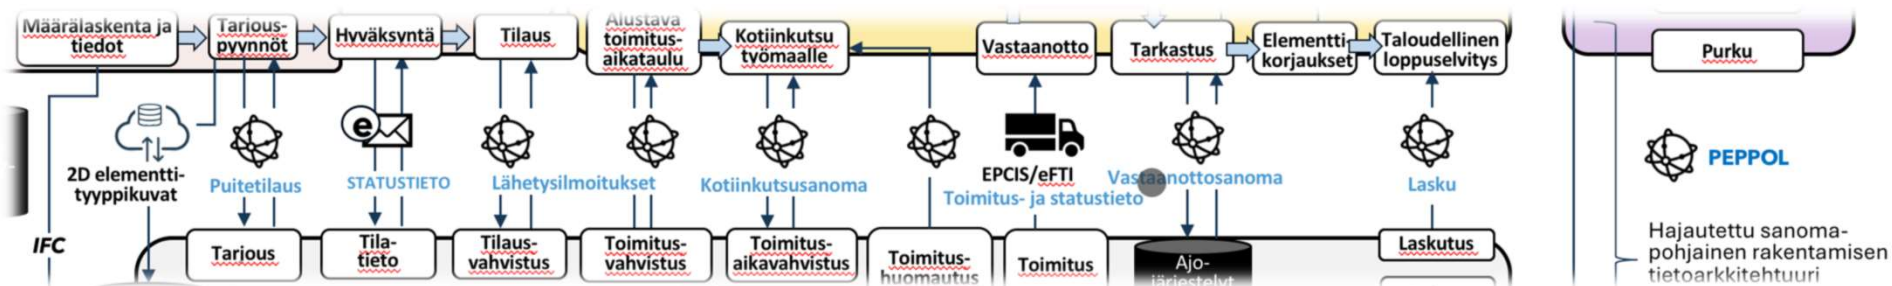 Määrälaskenta ja
tiedot
Tarjous-
pyynnöt
Hyväksyntä
Tilaus
Alustava
toimitus-
aikataulu
Kotiinkutsu
työmaalle
Vastaanotto
Tarkastus
Elementti-
korjaukset
Taloudellinen
loppuselvitys
Purku
2D elementti-
tyyppikuvat
IFC
Puitetilaus
e
STATUSTIETO
Lähetysilmoitukset
Kotiinkutsusanoma
EPCIS/eFTI
Toimitus- ja statustieto
Vastaanottosanoma
Lasku
PEPPOL
Tarjous
Tila-
tieto
Tilaus-
vahvistus
Toimitus-
vahvistus
Toimitus-
aikavahvistus
Toimitus-
huomautus
Toimitus
Ajo-
järjestelyt
Laskutus
Hajautettu sanoma-
pohjainen rakentamisen
tietoarkkitehtuuri